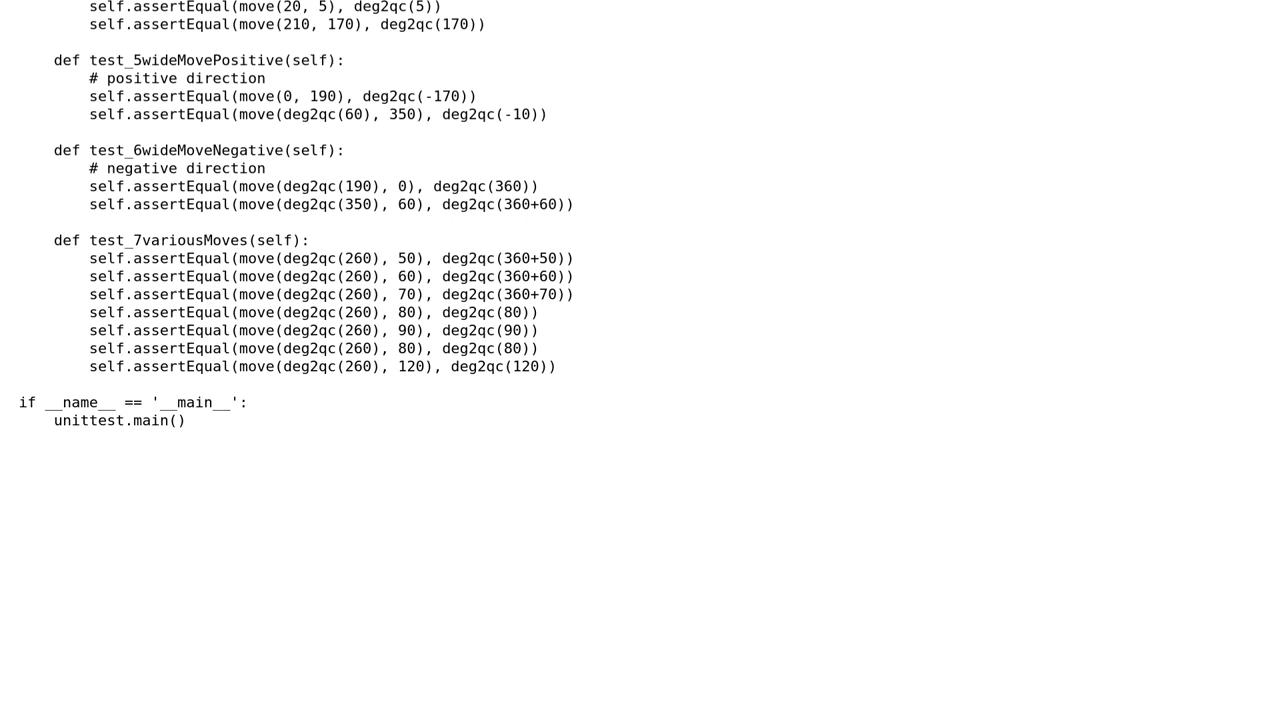 self.assertEqual(move(20, 5), deg2qc(5))
        self.assertEqual(move(210, 170), deg2qc(170))

    def test_5wideMovePositive(self):
        # positive direction
        self.assertEqual(move(0, 190), deg2qc(-170))
        self.assertEqual(move(deg2qc(60), 350), deg2qc(-10))

    def test_6wideMoveNegative(self):
        # negative direction
        self.assertEqual(move(deg2qc(190), 0), deg2qc(360))
        self.assertEqual(move(deg2qc(350), 60), deg2qc(360+60))

    def test_7variousMoves(self):
        self.assertEqual(move(deg2qc(260), 50), deg2qc(360+50))
        self.assertEqual(move(deg2qc(260), 60), deg2qc(360+60))
        self.assertEqual(move(deg2qc(260), 70), deg2qc(360+70))
        self.assertEqual(move(deg2qc(260), 80), deg2qc(80))
        self.assertEqual(move(deg2qc(260), 90), deg2qc(90))
        self.assertEqual(move(deg2qc(260), 80), deg2qc(80))
        self.assertEqual(move(deg2qc(260), 120), deg2qc(120))

if __name__ == '__main__':
    unittest.main()